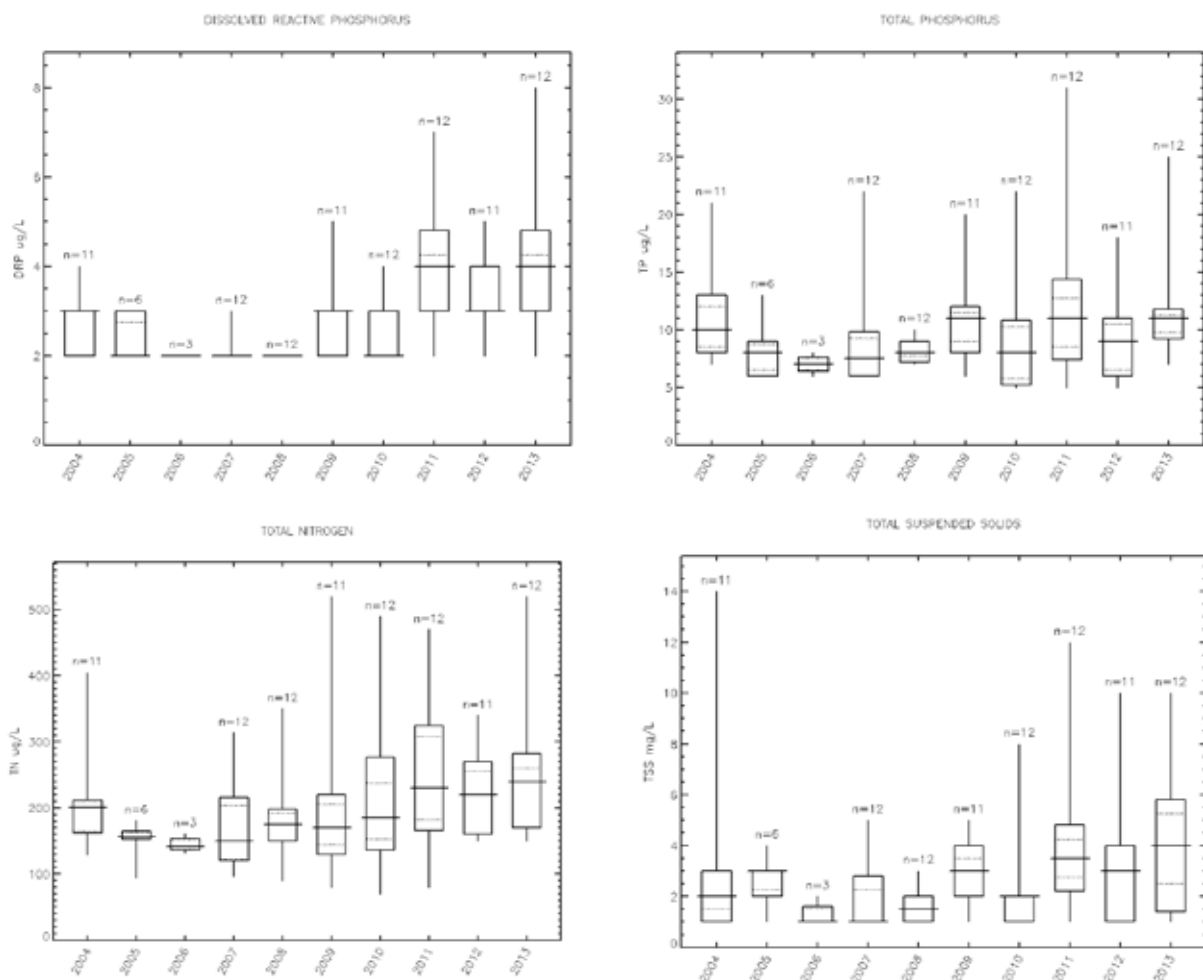 DISSOLVED REACTIVE PHOSPHORUS
DRP ug/L
8
6
4
2
0
n=11
n=6
n=3
n=12
n=12
n=11
n=12
n=12
n=11
n=12
2004
2005
2006
2007
2008
2009
2010
2011
2012
2013
TOTAL PHOSPHORUS
TP ug/L
30
25
20
15
10
5
0
n=11
n=6
n=3
n=12
n=12
n=11
n=12
n=12
n=11
n=12
2004
2005
2006
2007
2008
2009
2010
2011
2012
2013
TOTAL NITROGEN
TN ug/L
500
400
300
200
100
0
n=11
n=6
n=3
n=12
n=12
n=11
n=12
n=12
n=11
n=12
2004
2005
2006
2007
2008
2009
2010
2011
2012
2013
TOTAL SUSPENDED SOLIDS
TSS mg/L
14
12
10
8
6
4
2
0
n=11
n=6
n=3
n=12
n=12
n=11
n=12
n=12
n=11
n=12
2004
2005
2006
2007
2008
2009
2010
2011
2012
2013